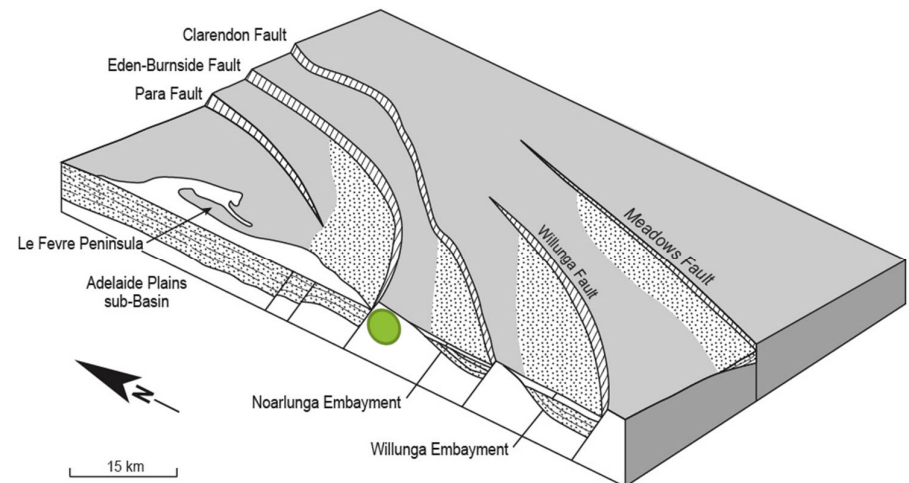 Clarendon Fault
Eden-Burnside Fault
Para Fault
Meadows Fault
Willunga Fault
Le Fevre Peninsula
Adelaide Plains
sub-Basin
Noarlunga Embayment
Willunga Embayment
N
15 km